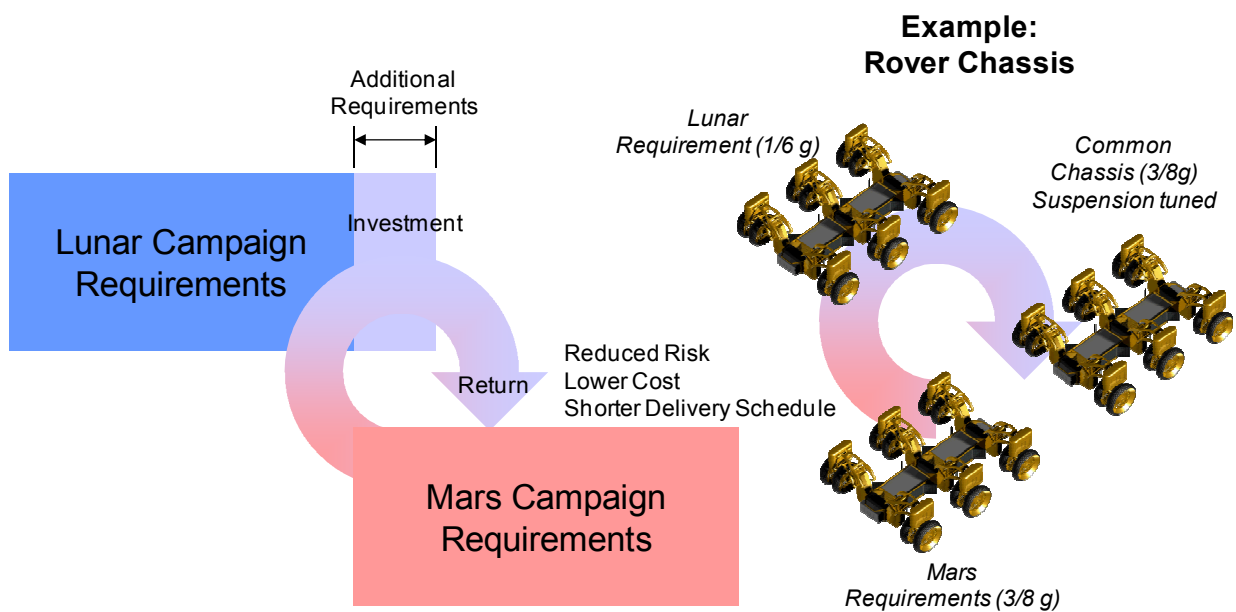 Example:
Rover Chassis
Additional
Requirements
Investment
Lunar Campaign
Requirements
Return
Reduced Risk
Lower Cost
Shorter Delivery Schedule
Mars Campaign
Requirements
Lunar
Requirement (1/6 g)
Common
Chassis (3/8g)
Suspension tuned
Mars
Requirements (3/8 g)